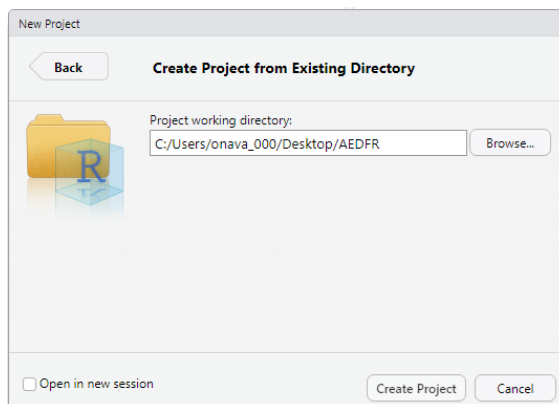 New Project
Back
Create Project from Existing Directory
Project working directory:
C:/Users/onava_000/Desktop/AEDFR
Browse...
R
Open in new session
Create Project
Cancel